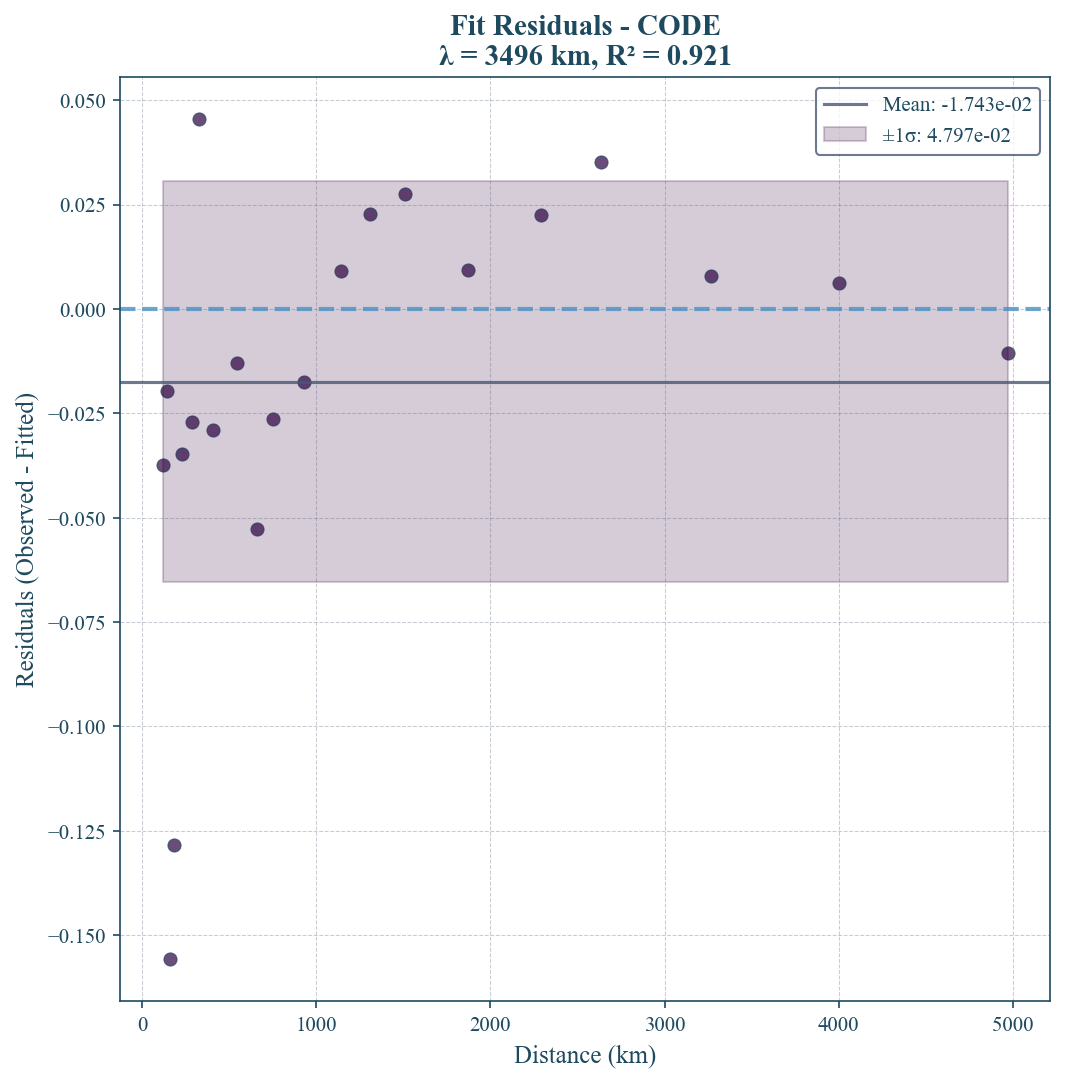 Fit Residuals - CODE
λ = 3496 km, R² = 0.921
Mean: -1.743e-02
±1σ: 4.797e-02
Residuals (Observed - Fitted)
0.050
0.025
0.000
−0.025
−0.050
−0.075
−0.100
−0.125
−0.150
0 1000 2000 3000 4000 5000
Distance (km)